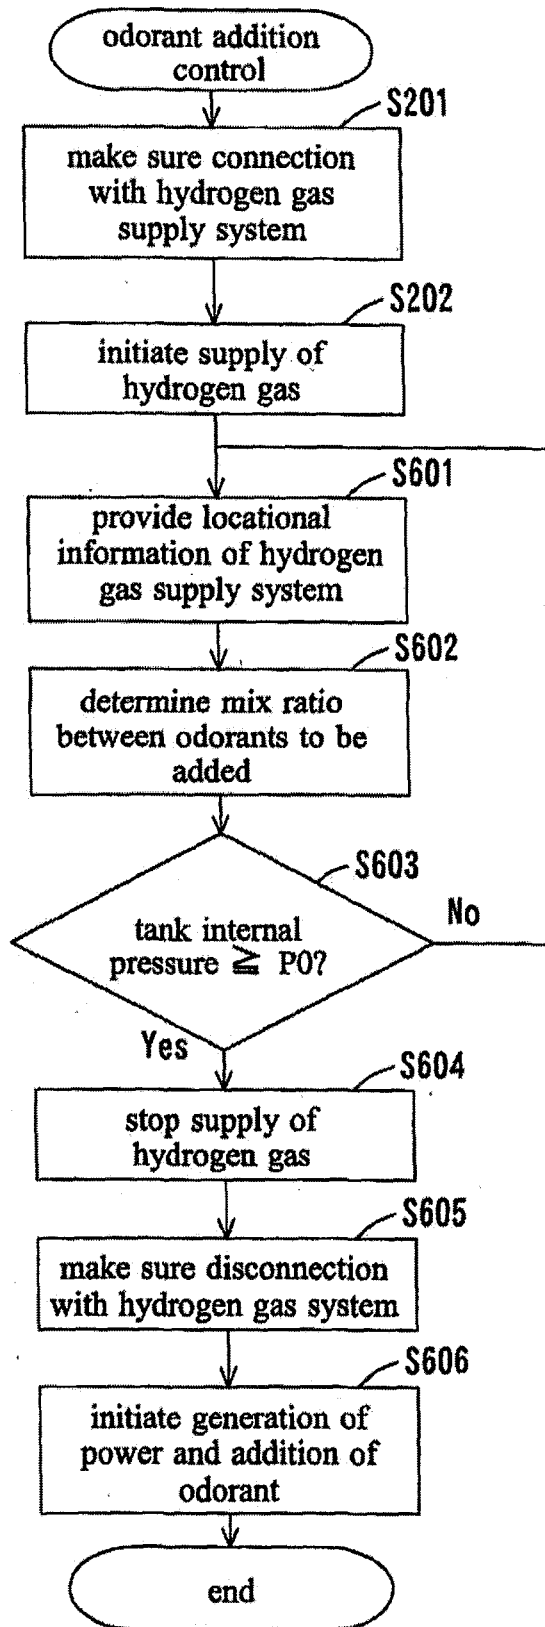 odorant addition
control
S201
make sure connection
with hydrogen gas
supply system
S202
initiate supply of
hydrogen gas
S601
provide locational
information of hydrogen
gas supply system
S602
determine mix ratio
between odorants to be
added
S603
tank internal
pressure ≧ P0?
No
Yes
S604
stop supply of
hydrogen gas
S605
make sure disconnection
with hydrogen gas system
S606
initiate generation of
power and addition of
odorant
end